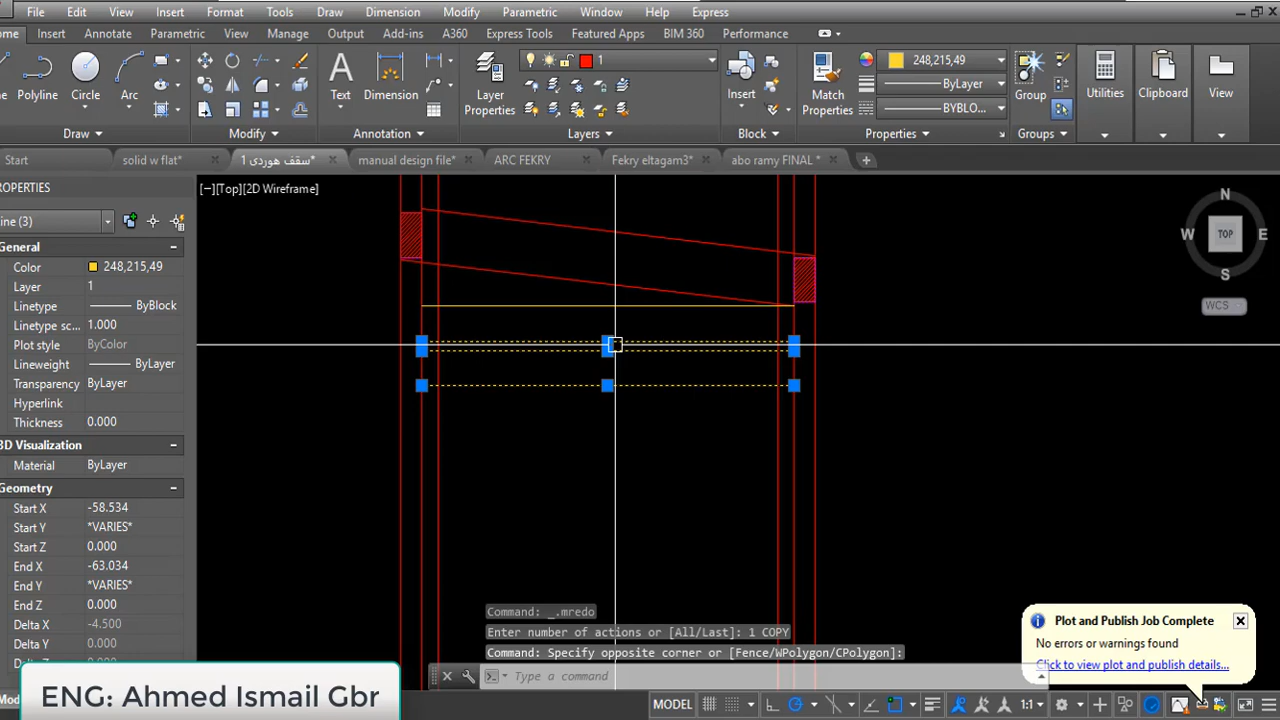 File Edit View Insert Format Tools Draw Dimension Modify Parametric Window Help Express
Insert Annotate Parametric View Manage Output Add-ins A360 Express Tools Featured Apps BIM 360 Performance
Polyline Circle Arc
Text Dimension
Layer Properties
1
Insert
Match Properties
248,215,49
ByLayer
BYBLO...
Group
Utilities Clipboard View
Draw Modify Annotation Layers Block Properties Groups
Start solid w flat* سقف هوردى 1* manual design file* ARC FEKRY Fekry eltagam3* abo ramy FINAL *
[−][Top][2D Wireframe]
N
W TOP E
S
WCS
General
Color 248,215,49
Layer 1
Linetype ByBlock
Linetype sc... 1.000
Plot style ByColor
Lineweight ByLayer
Transparency ByLayer
Hyperlink
Thickness 0.000
Material ByLayer
Geometry
Start X -58.534
Start Y *VARIES*
Start Z 0.000
End X -63.034
End Y *VARIES*
End Z 0.000
Delta X -4.500
Delta Y 0.000
Command: _.mredo
Enter number of actions or [All/Last]: 1 COPY
Command: Specify opposite corner or [Fence/WPolygon/CPolygon]:
Type a command
Plot and Publish Job Complete
No errors or warnings found
Click to view plot and publish details...
MODEL 1:1
ENG: Ahmed Ismail Gbr